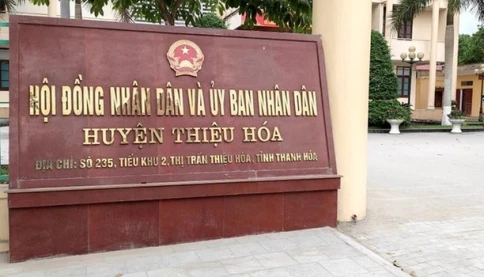 HỘI ĐỒNG NHÂN DÂN VÀ ỦY BAN NHÂN DÂN
HUYỆN THIỆU HÓA
ĐỊA CHỈ: SỐ 235, TIỂU KHU 2, THỊ TRẤN THIỆU HÓA, TỈNH THANH HÓA